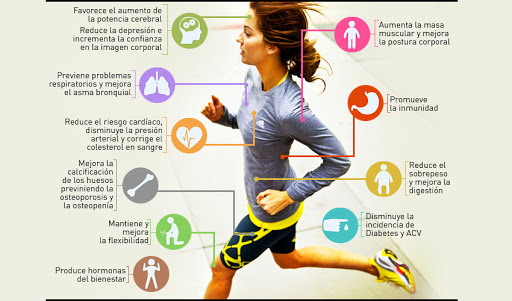 Favorece el aumento de
la potencia cerebral
Reduce la depresión e
incrementa la confianza
en la imagen corporal
Previene problemas
respiratorios y mejora
el asma bronquial
Reduce el riesgo cardíaco,
disminuye la presión
arterial y corrige el
colesterol en sangre
Mejora la
calcificación
de los huesos
previniendo la
osteoporosis y la
osteopenía
Mantiene y
mejora
la flexibilidad
Produce hormonas
del bienestar
Aumenta la masa
muscular y mejora
la postura corporal
Promueve
la inmunidad
Reduce el
sobrepeso
y mejora la
digestión
Disminuye la
incidencia de
Diabetes y ACV